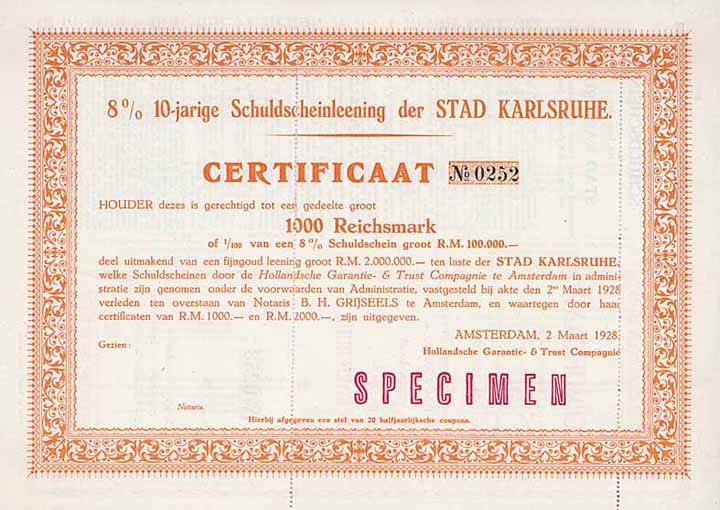 8% 10-jarige Schuldscheinleening der STAD KARLSRUHE.
CERTIFICAAT № 0252
HOUDER dezes is gerechtigd tot een gedeelte groot
1000 Reichsmark
of 1/100 van een 8% Schuldschein groot R.M. 100.000.—
deel uitmakend van een fijngoud leening groot R.M. 2.000.000.— ten laste der STAD KARLSRUHE,
welke Schuldscheinen door de Hollandsche Garantie- & Trust Compagnie te Amsterdam in admini-
stratie zijn genomen onder de voorwaarden van Administratie, vastgesteld bij akte den 2en Maart 1928
verleden ten overstaan van Notaris B. H. GRIJSEELS te Amsterdam, en waartegen door haar
certificaten van R.M. 1000.— en R.M. 2000.—, zijn uitgegeven.
AMSTERDAM, 2 Maart 1928.
Gezien:
Hollandsche Garantie- & Trust Compagnie
SPECIMEN
Notaris.
Hierbij afgegeven een stel van 20 halfjaarlijksche coupons.